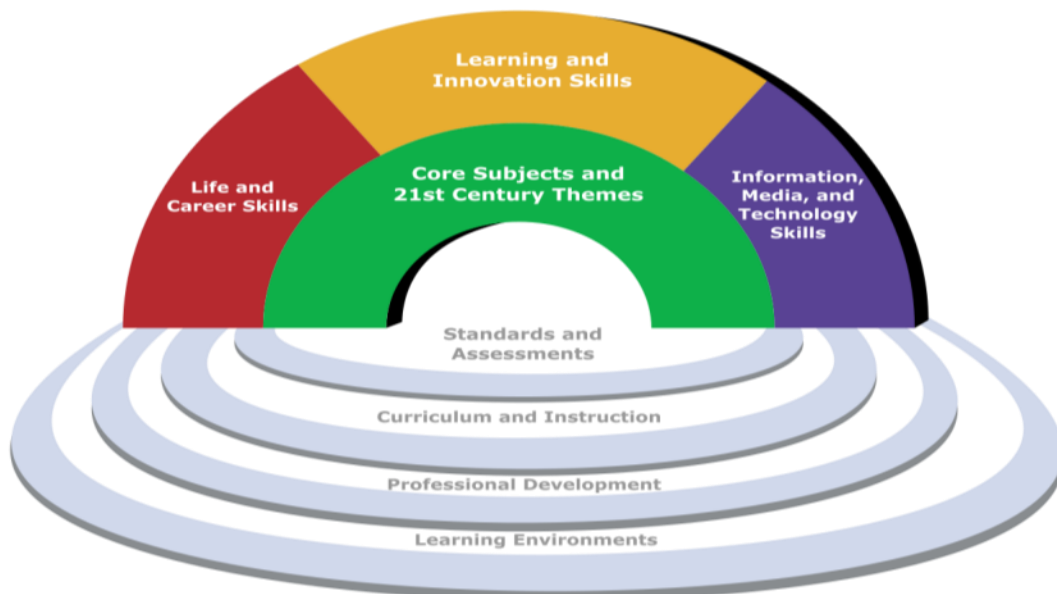 Learning and
Innovation Skills
Life and
Career Skills
Core Subjects and
21st Century Themes
Information,
Media, and
Technology
Skills
Standards and
Assessments
Curriculum and Instruction
Professional Development
Learning Environments